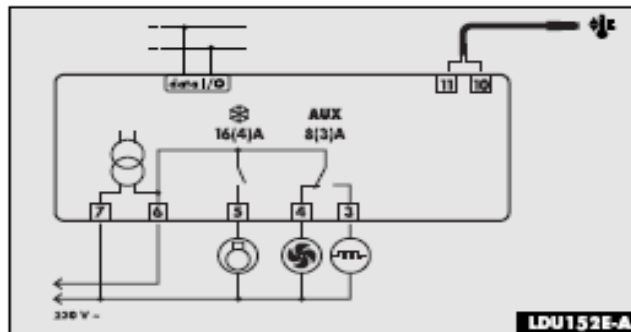 data I/O
11 10
AUX
16(4)A 8(3)A
7 6 5 4 3
230 V ~
LDU152E-A